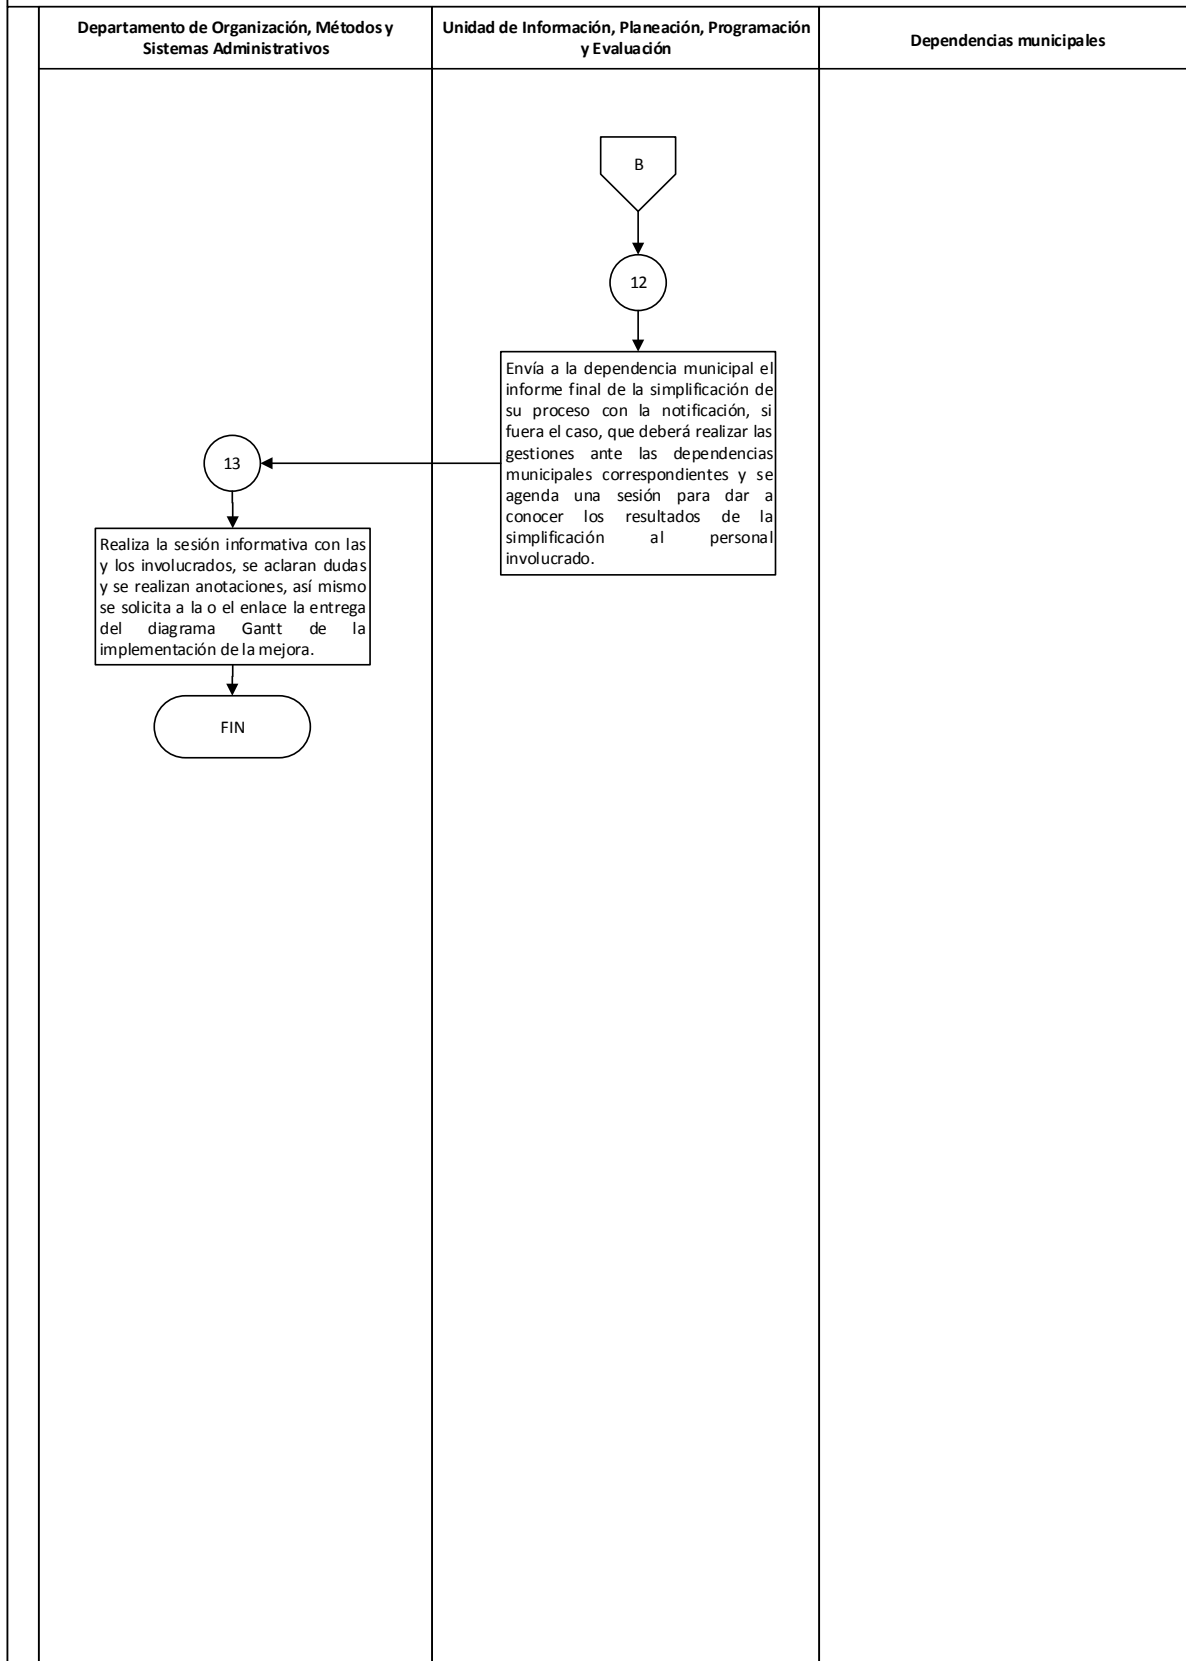 Departamento de Organización, Métodos y
Sistemas Administrativos
Unidad de Información, Planeación, Programación
y Evaluación
Dependencias municipales
B
12
Envía a la dependencia municipal el
informe final de la simplificación de
su proceso con la notificación, si
fuera el caso, que deberá realizar las
gestiones ante las dependencias
municipales correspondientes y se
agenda una sesión para dar a
conocer los resultados de la
simplificación al personal
involucrado.
13
Realiza la sesión informativa con las
y los involucrados, se aclaran dudas
y se realizan anotaciones, así mismo
se solicita a la o el enlace la entrega
del diagrama Gantt de la
implementación de la mejora.
FIN